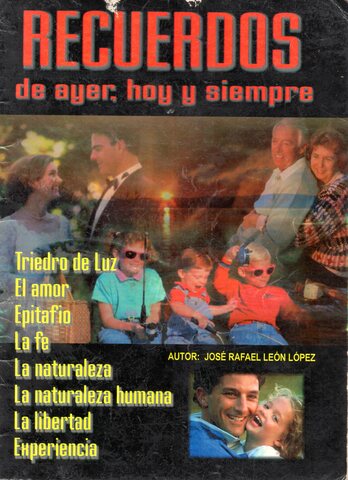 RECUERDOS
de ayer, hoy y siempre
Triedro de Luz
El amor
Epitafio
La fe
La naturaleza
La naturaleza humana
La libertad
Experiencia
AUTOR: JOSÉ RAFAEL LEÓN LÓPEZ